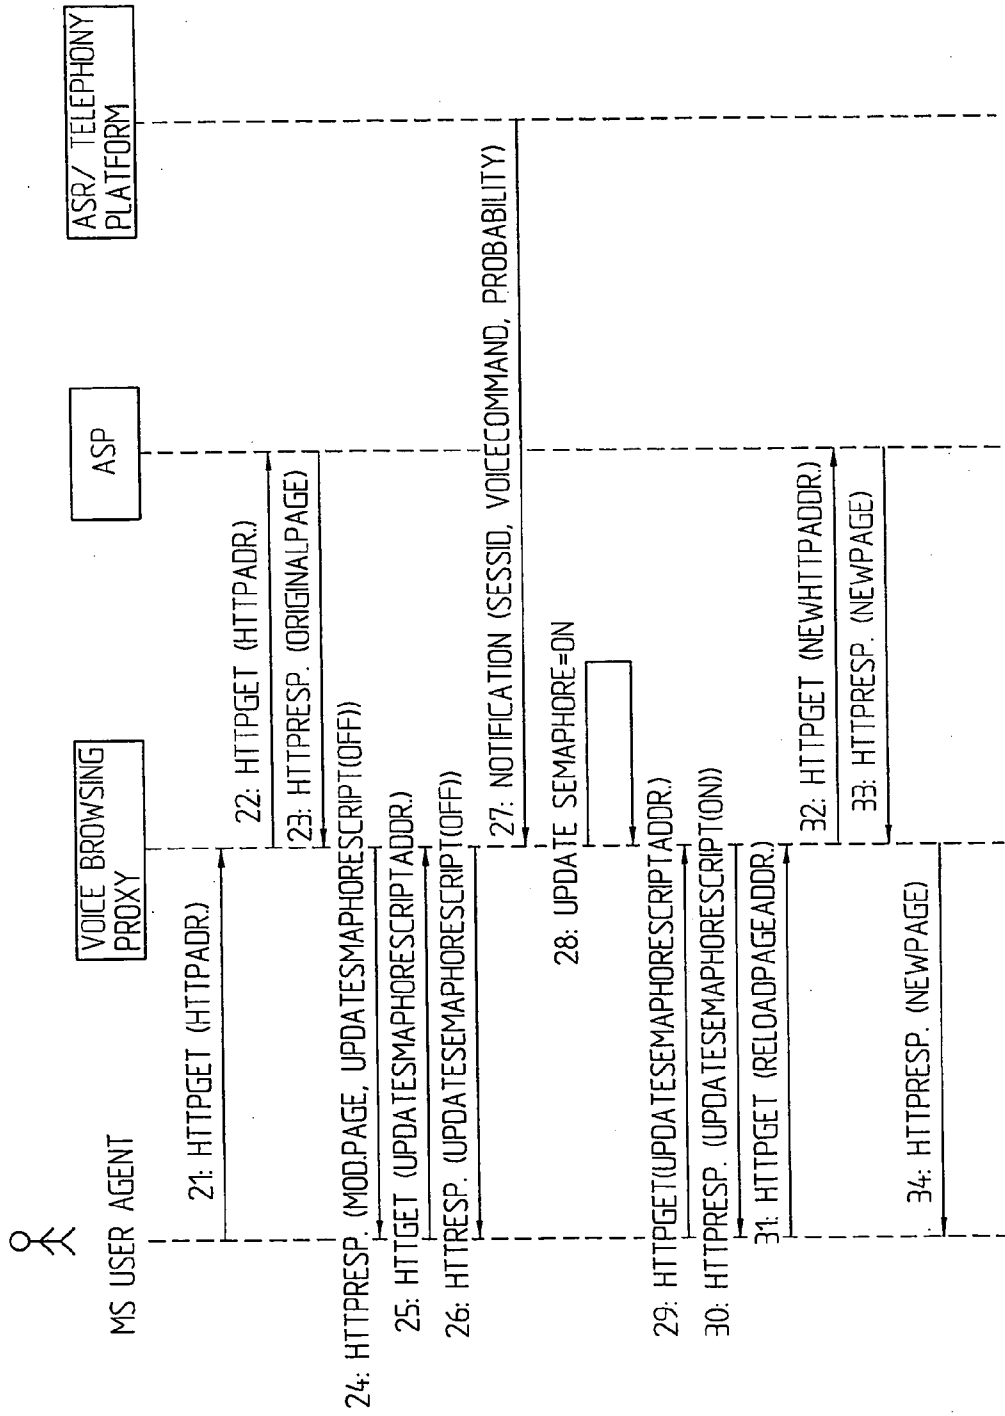 MS USER AGENT
VOICE BROWSING
PROXY
ASP
ASR/ TELEPHONY
PLATFORM
21: HTTPGET (HTTPADR.)
22: HTTPGET (HTTPADR.)
23: HTTPRESP. (ORIGINALPAGE)
24: HTTPRESP. (MOD.PAGE, UPDATESMAPHORESCRIPT(OFF))
25: HTTGET (UPDATESMAPHORESCRIPTADDR.)
26: HTTRESP. (UPDATESEMAPHORESCRIPT(OFF))
27: NOTIFICATION (SESSID, VOICECOMMAND, PROBABILITY)
28: UPDATE SEMAPHORE=ON
29: HTTPGET(UPDATESEMAPHORESCRIPTADDR.)
30: HTTPRESP. (UPDATESEMAPHORESCRIPT(ON))
31: HTTPGET (RELOADPAGEADDR.)
32: HTTPGET (NEWHTTPADDR.)
33: HTTPRESP. (NEWPAGE)
34: HTTPRESP. (NEWPAGE)